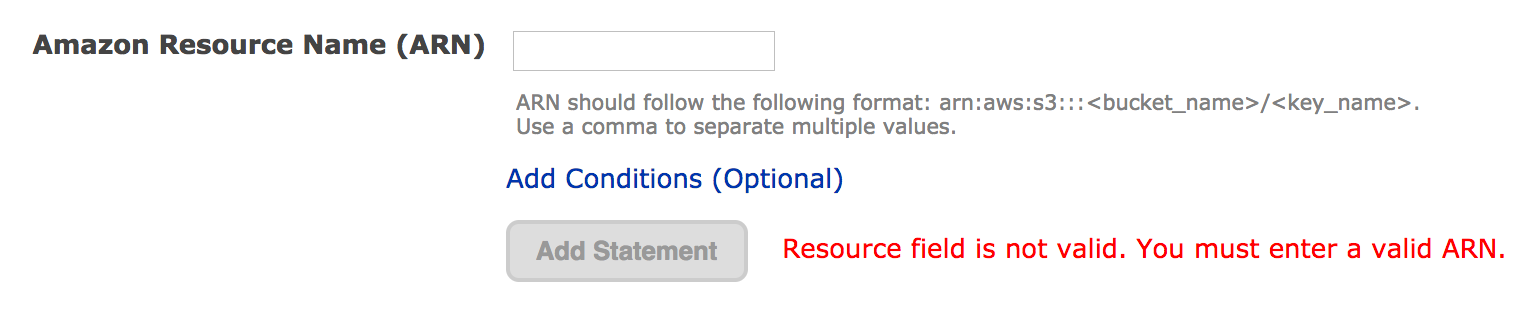 Amazon Resource Name (ARN)
ARN should follow the following format: arn:aws:s3:::<bucket_name>/<key_name>.
Use a comma to separate multiple values.
Add Conditions (Optional)
Add Statement
Resource field is not valid. You must enter a valid ARN.